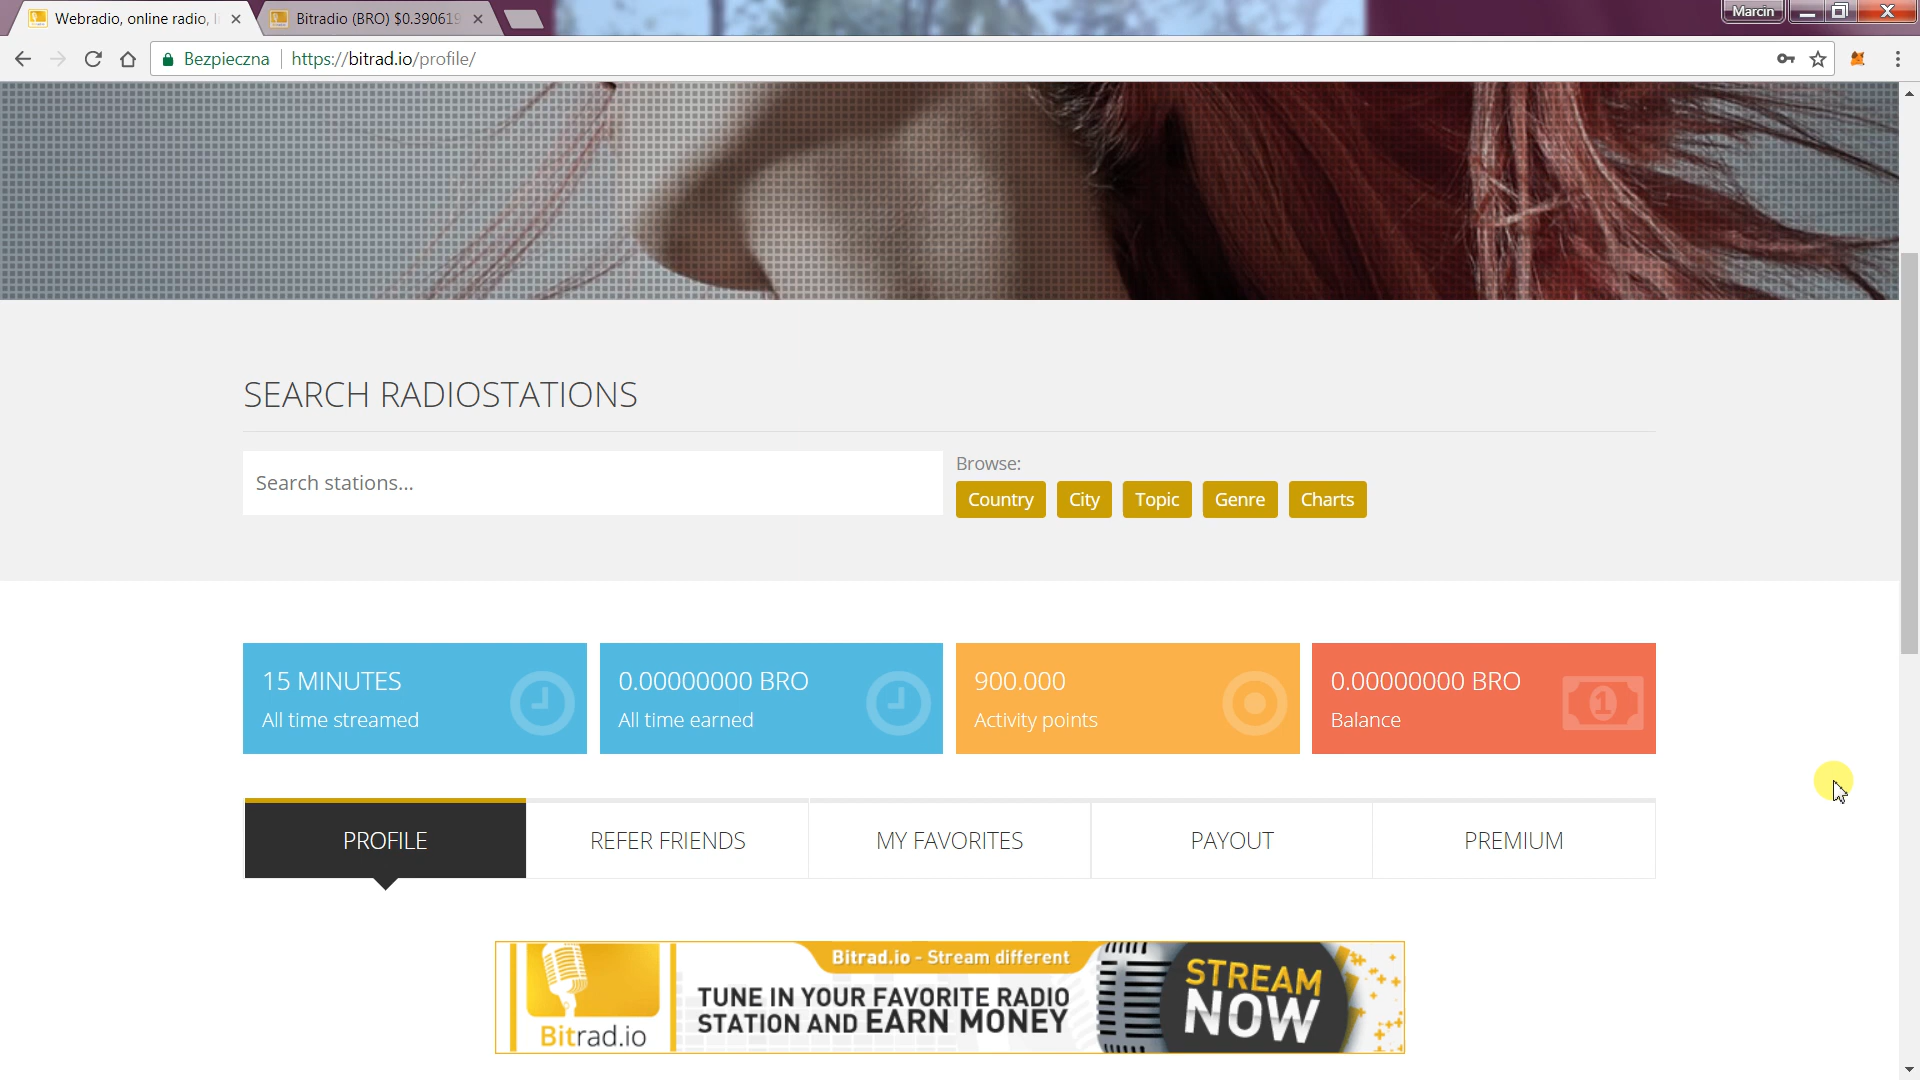 Webradio, online radio, li
Bitradio (BRO) $0.390619
Marcin
Bezpieczna
https://bitrad.io/profile/
SEARCH RADIOSTATIONS
Search stations...
Browse:
Country
City
Topic
Genre
Charts
15 MINUTES
All time streamed
0.00000000 BRO
All time earned
900.000
Activity points
0.00000000 BRO
Balance
1
PROFILE
REFER FRIENDS
MY FAVORITES
PAYOUT
PREMIUM
Bitrad.io - Stream different
TUNE IN YOUR FAVORITE RADIO
STATION AND EARN MONEY
STREAM
NOW
Bitrad.io